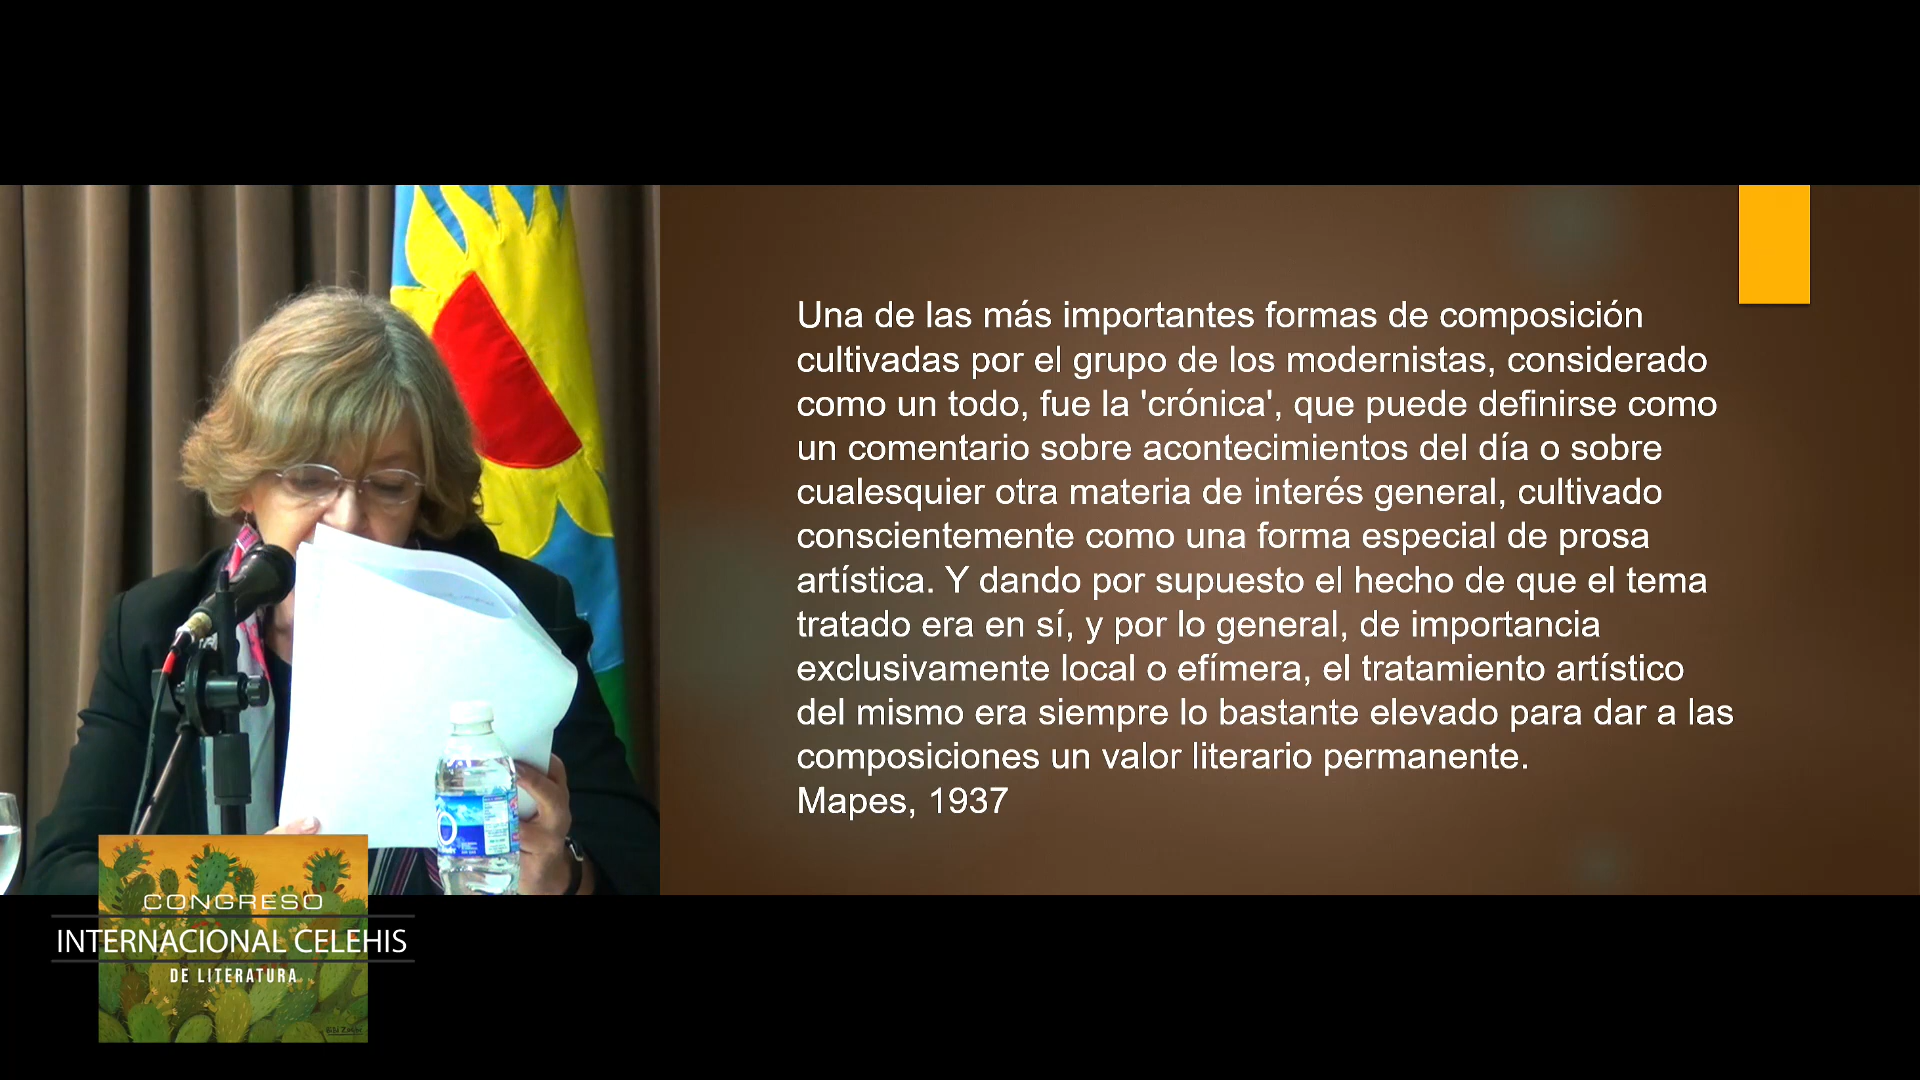 Una de las más importantes formas de composición
cultivadas por el grupo de los modernistas, considerado
como un todo, fue la 'crónica', que puede definirse como
un comentario sobre acontecimientos del día o sobre
cualesquier otra materia de interés general, cultivado
conscientemente como una forma especial de prosa
artística. Y dando por supuesto el hecho de que el tema
tratado era en sí, y por lo general, de importancia
exclusivamente local o efímera, el tratamiento artístico
del mismo era siempre lo bastante elevado para dar a las
composiciones un valor literario permanente.
Mapes, 1937
CONGRESO
INTERNACIONAL CELEHIS
DE LITERATURA